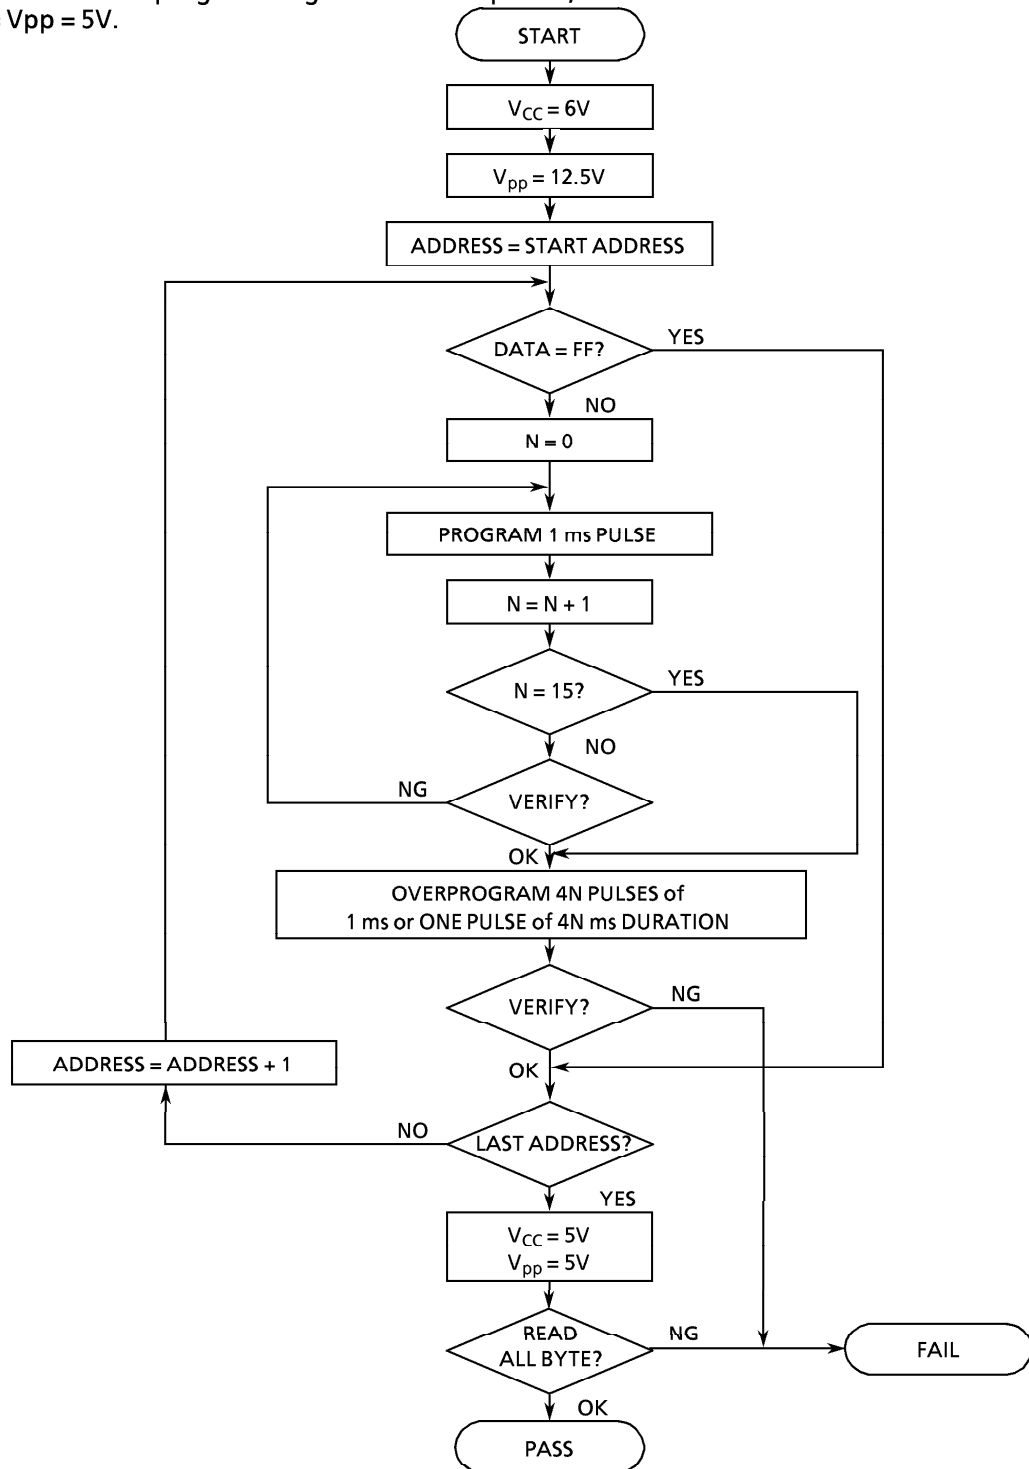 = Vpp = 5V.
START
VCC = 6V
Vpp = 12.5V
ADDRESS = START ADDRESS
DATA = FF?
YES
NO
N = 0
PROGRAM 1 ms PULSE
N = N + 1
N = 15?
YES
NO
NG
VERIFY?
OK
OVERPROGRAM 4N PULSES of
1 ms or ONE PULSE of 4N ms DURATION
VERIFY?
NG
ADDRESS = ADDRESS + 1
OK
NO
LAST ADDRESS?
YES
VCC = 5V
Vpp = 5V
READ
ALL BYTE?
NG
FAIL
OK
PASS